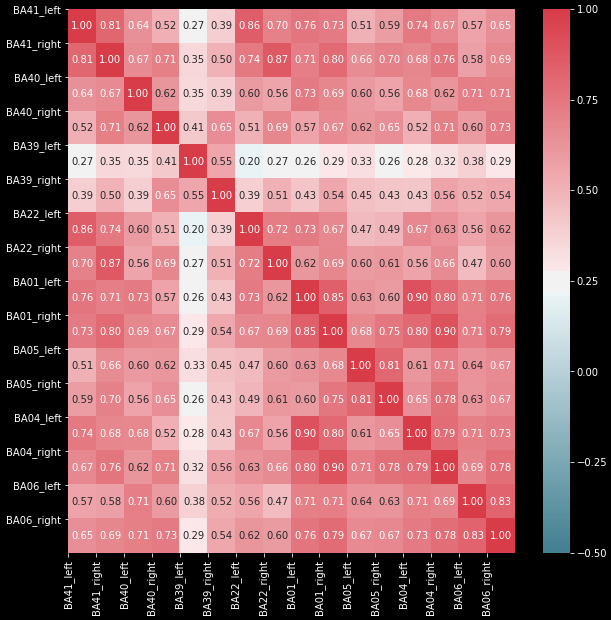 BA41_left 1.00 0.81 0.64 0.52 0.27 0.39 0.86 0.70 0.76 0.73 0.51 0.59 0.74 0.67 0.57 0.65
BA41_right 0.81 1.00 0.67 0.71 0.35 0.50 0.74 0.87 0.71 0.80 0.66 0.70 0.68 0.76 0.58 0.69
BA40_left 0.64 0.67 1.00 0.62 0.35 0.39 0.60 0.56 0.73 0.69 0.60 0.56 0.68 0.62 0.71 0.71
BA40_right 0.52 0.71 0.62 1.00 0.41 0.65 0.51 0.69 0.57 0.67 0.62 0.65 0.52 0.71 0.60 0.73
BA39_left 0.27 0.35 0.35 0.41 1.00 0.55 0.20 0.27 0.26 0.29 0.33 0.26 0.28 0.32 0.38 0.29
BA39_right 0.39 0.50 0.39 0.65 0.55 1.00 0.39 0.51 0.43 0.54 0.45 0.43 0.43 0.56 0.52 0.54
BA22_left 0.86 0.74 0.60 0.51 0.20 0.39 1.00 0.72 0.73 0.67 0.47 0.49 0.67 0.63 0.56 0.62
BA22_right 0.70 0.87 0.56 0.69 0.27 0.51 0.72 1.00 0.62 0.69 0.60 0.61 0.56 0.66 0.47 0.60
BA01_left 0.76 0.71 0.73 0.57 0.26 0.43 0.73 0.62 1.00 0.85 0.63 0.60 0.90 0.80 0.71 0.76
BA01_right 0.73 0.80 0.69 0.67 0.29 0.54 0.67 0.69 0.85 1.00 0.68 0.75 0.80 0.90 0.71 0.79
BA05_left 0.51 0.66 0.60 0.62 0.33 0.45 0.47 0.60 0.63 0.68 1.00 0.81 0.61 0.71 0.64 0.67
BA05_right 0.59 0.70 0.56 0.65 0.26 0.43 0.49 0.61 0.60 0.75 0.81 1.00 0.65 0.78 0.63 0.67
BA04_left 0.74 0.68 0.68 0.52 0.28 0.43 0.67 0.56 0.90 0.80 0.61 0.65 1.00 0.79 0.71 0.73
BA04_right 0.67 0.76 0.62 0.71 0.32 0.56 0.63 0.66 0.80 0.90 0.71 0.78 0.79 1.00 0.69 0.78
BA06_left 0.57 0.58 0.71 0.60 0.38 0.52 0.56 0.47 0.71 0.71 0.64 0.63 0.71 0.69 1.00 0.83
BA06_right 0.65 0.69 0.71 0.73 0.29 0.54 0.62 0.60 0.76 0.79 0.67 0.67 0.73 0.78 0.83 1.00
BA41_left BA41_right BA40_left BA40_right BA39_left BA39_right BA22_left BA22_right BA01_left BA01_right BA05_left BA05_right BA04_left BA04_right BA06_left BA06_right
1.00
0.75
0.50
0.25
0.00
−0.25
−0.50